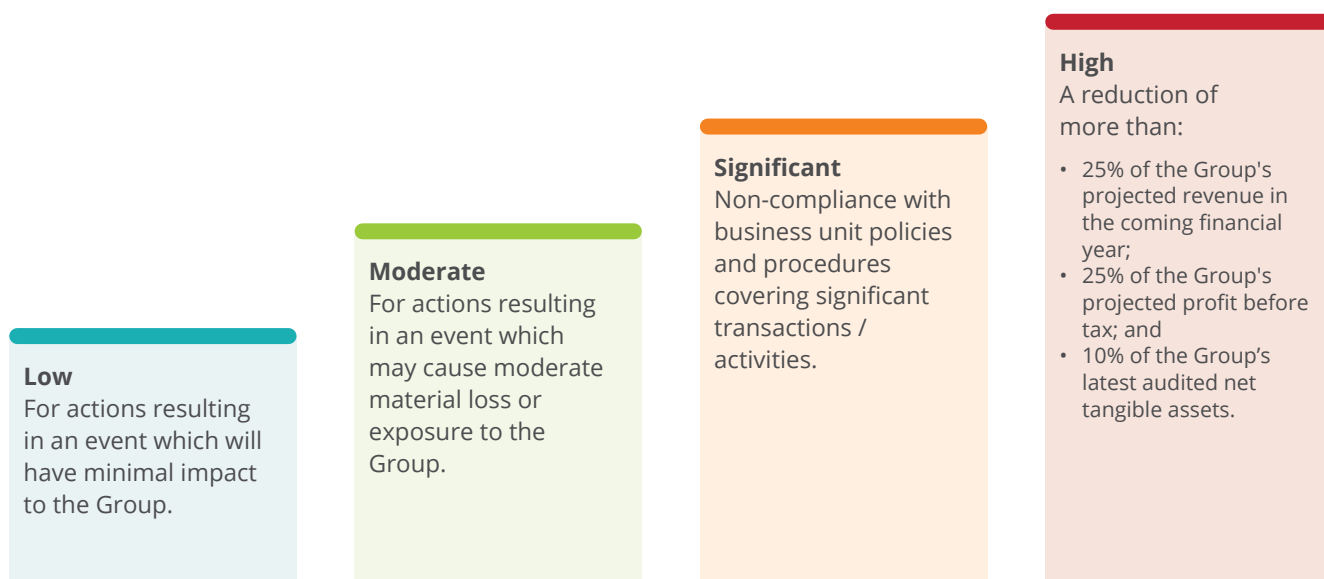 Low
For actions resulting
in an event which will
have minimal impact
to the Group.
Moderate
For actions resulting
in an event which
may cause moderate
material loss or
exposure to the
Group.
Significant
Non-compliance with
business unit policies
and procedures
covering significant
transactions /
activities.
High
A reduction of
more than:
• 25% of the Group's
projected revenue in
the coming financial
year;
• 25% of the Group's
projected profit before
tax; and
• 10% of the Group’s
latest audited net
tangible assets.